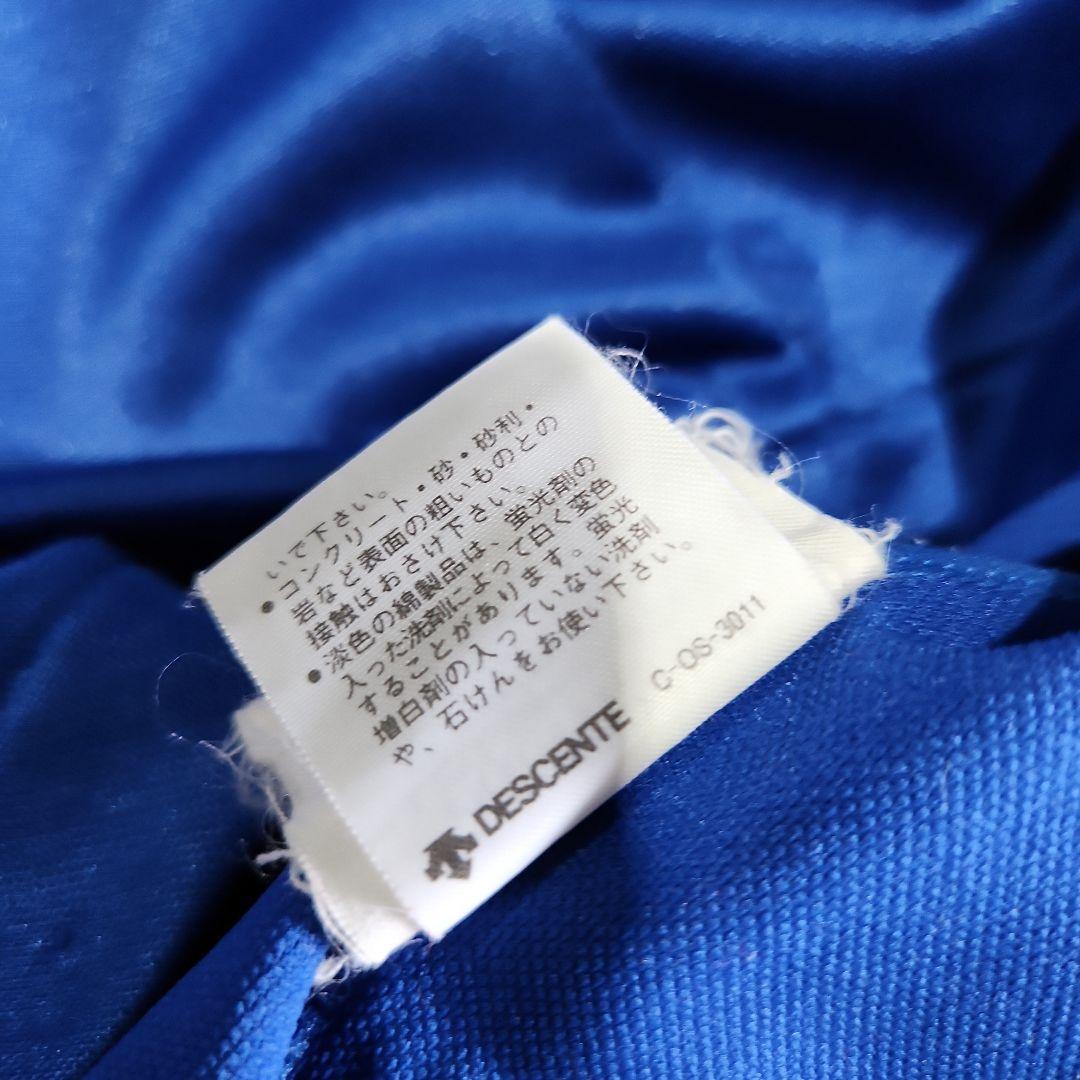 いで下さい。
●コンクリート・砂・砂利・
岩など表面の粗いものとの
接触はおさけ下さい。
●淡色の綿製品は、蛍光剤の
入った洗剤によって白く変色
することがあります。蛍光
増白剤の入っていない洗剤
や、石けんをお使い下さい。
C-OS-3011
DESCENTE